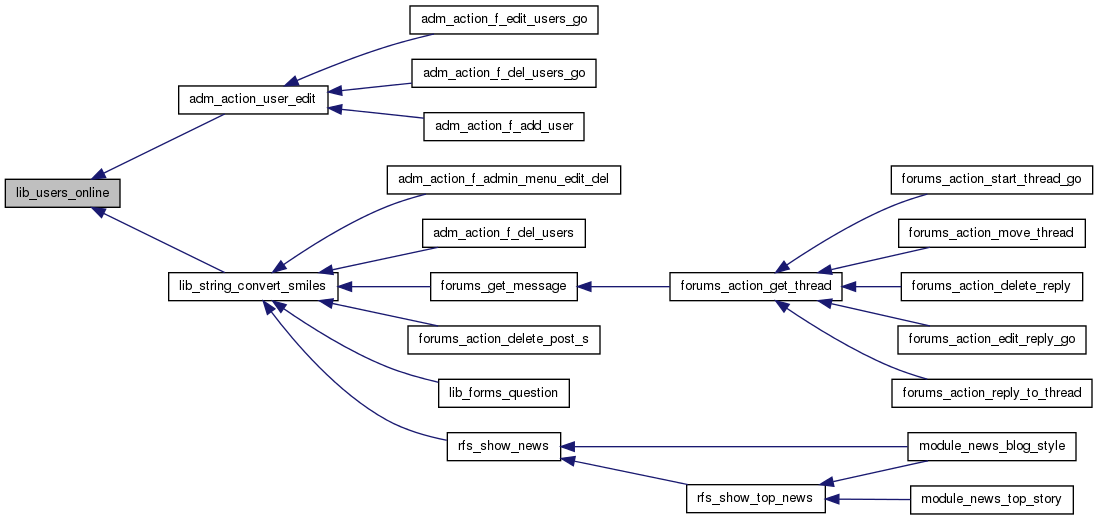 adm_action_f_edit_users_go
adm_action_f_del_users_go
adm_action_user_edit
adm_action_f_add_user
lib_users_online
adm_action_f_admin_menu_edit_del
forums_action_start_thread_go
adm_action_f_del_users
forums_action_move_thread
lib_string_convert_smiles
forums_get_message
forums_action_get_thread
forums_action_delete_reply
forums_action_delete_post_s
forums_action_edit_reply_go
lib_forms_question
forums_action_reply_to_thread
rfs_show_news
module_news_blog_style
rfs_show_top_news
module_news_top_story